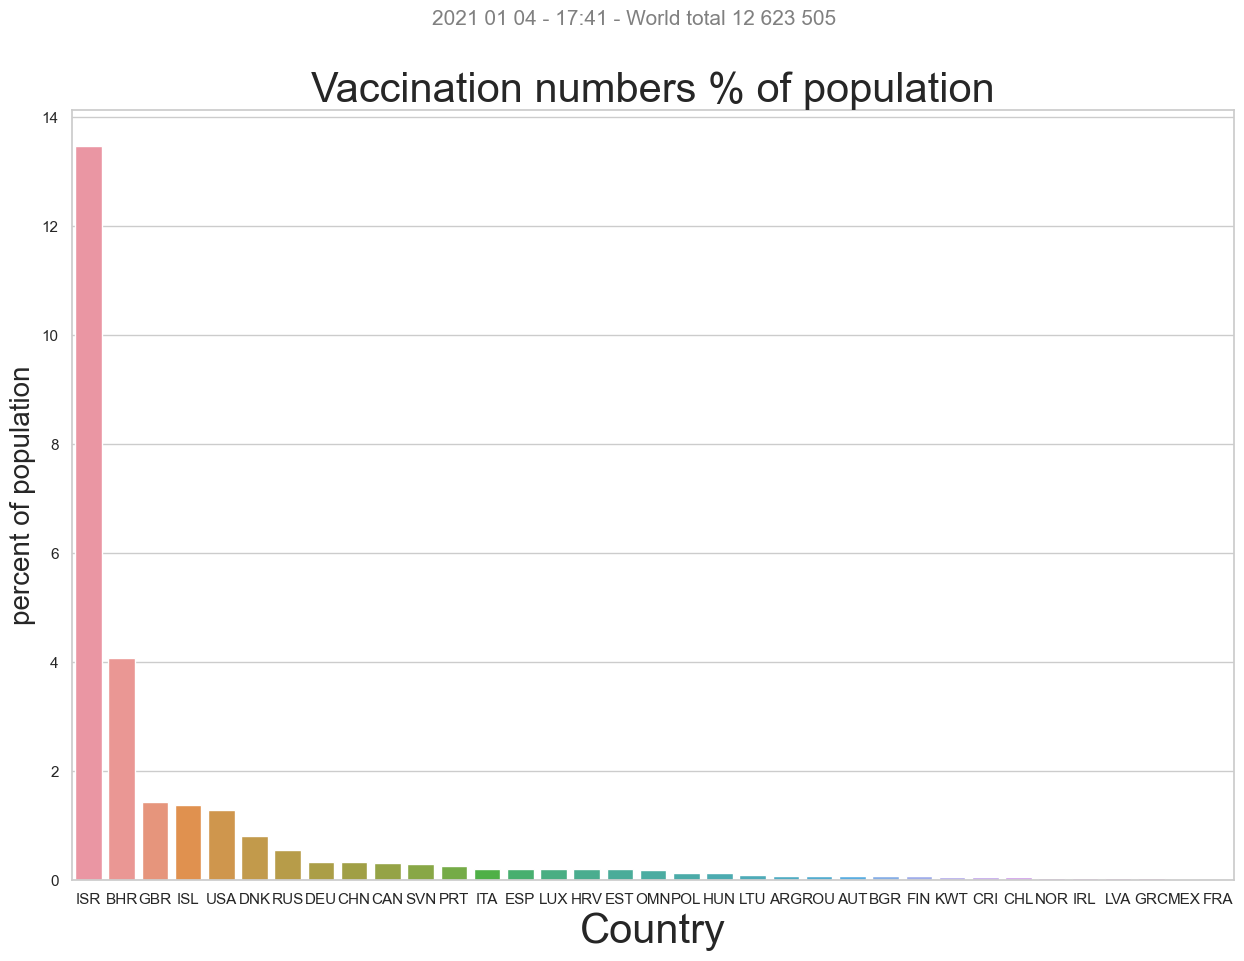 2021 01 04 - 17:41 - World total 12 623 505
Vaccination numbers % of population
14
12
10
8
6
4
2
0
percent of population
ISR BHR GBR ISL USA DNK RUS DEU CHN CAN SVN PRT ITA ESP LUX HRV EST OMN POL HUN LTU ARG ROU AUT BGR FIN KWT CRI CHL NOR IRL LVA GRC MEX FRA
Country